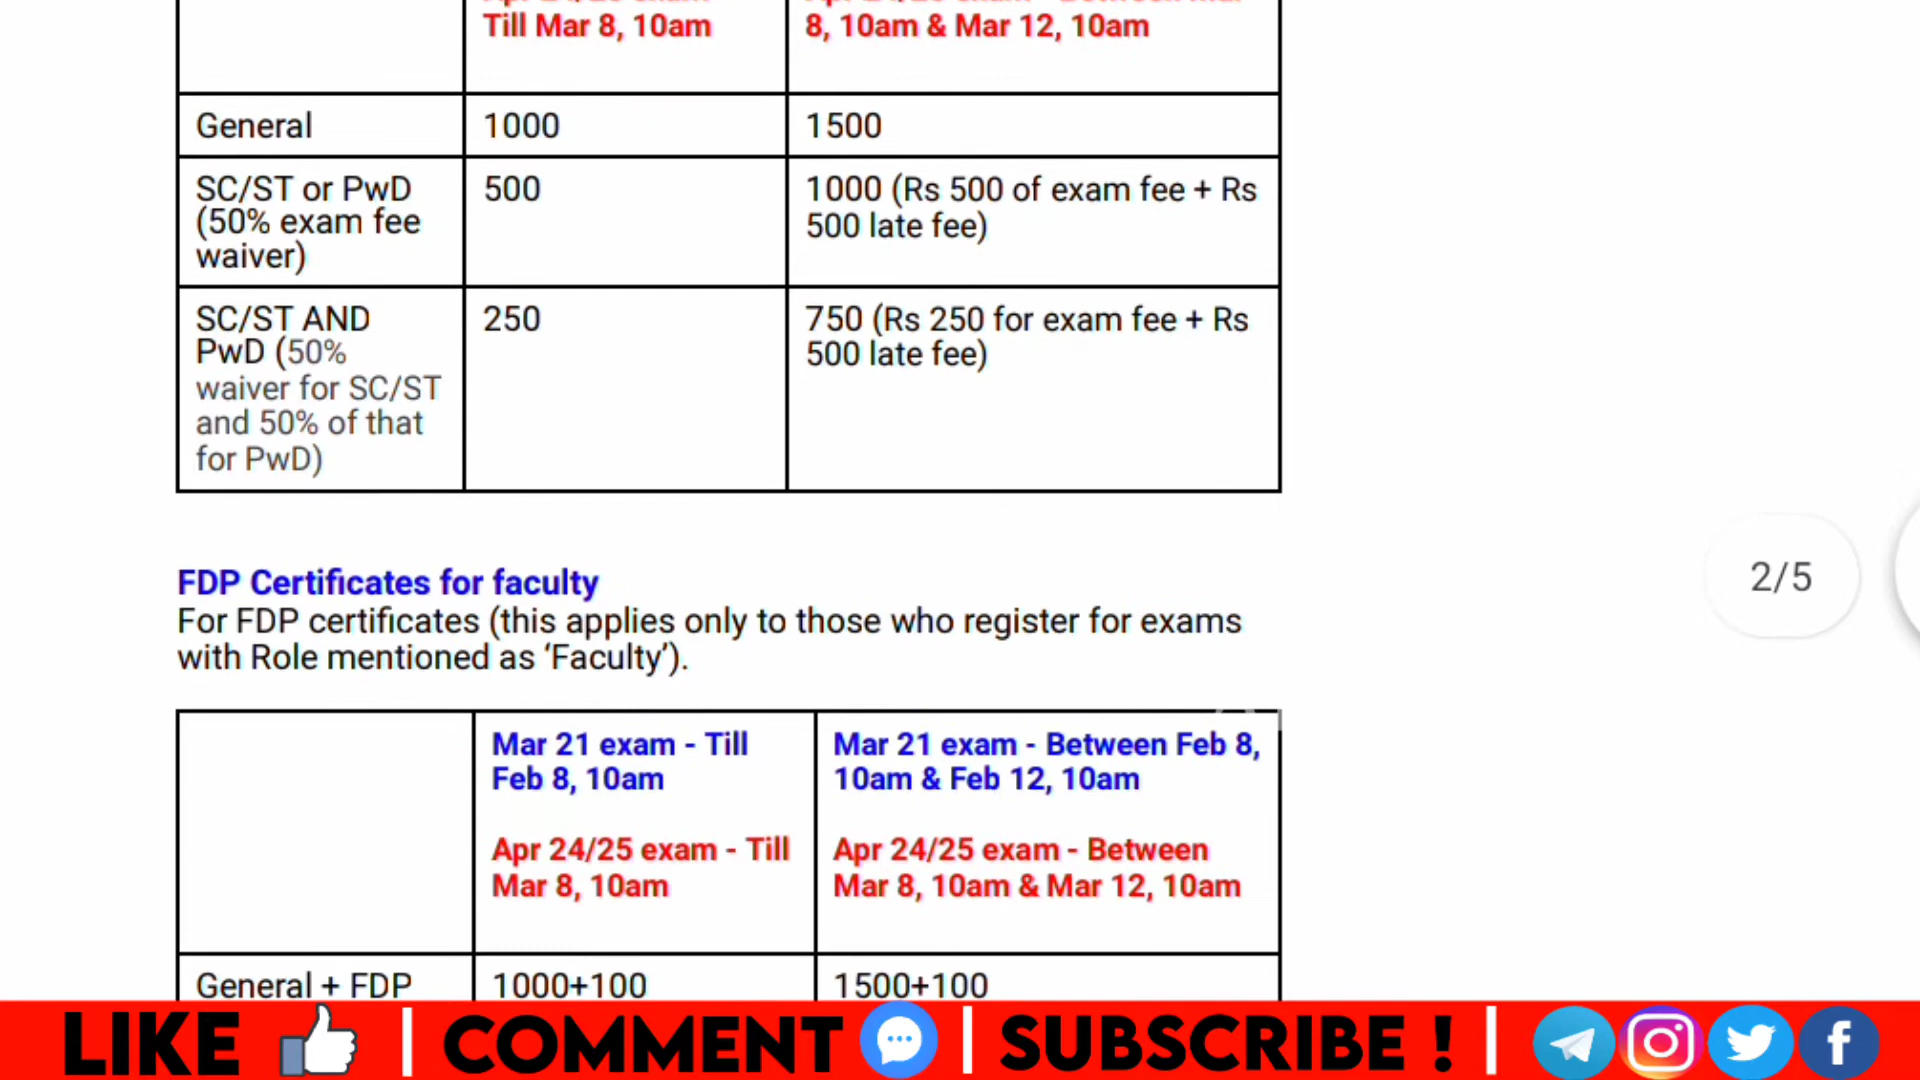 Till Mar 8, 10am
8, 10am & Mar 12, 10am
General 1000 1500
SC/ST or PwD (50% exam fee waiver)
500
1000 (Rs 500 of exam fee + Rs 500 late fee)
SC/ST AND PwD (50% waiver for SC/ST and 50% of that for PwD)
250
750 (Rs 250 for exam fee + Rs 500 late fee)
FDP Certificates for faculty
For FDP certificates (this applies only to those who register for exams
with Role mentioned as ‘Faculty’).
2/5
Mar 21 exam - Till
Feb 8, 10am
Apr 24/25 exam - Till
Mar 8, 10am
Mar 21 exam - Between Feb 8,
10am & Feb 12, 10am
Apr 24/25 exam - Between
Mar 8, 10am & Mar 12, 10am
General + FDP 1000+100 1500+100
LIKE | COMMENT | SUBSCRIBE ! |